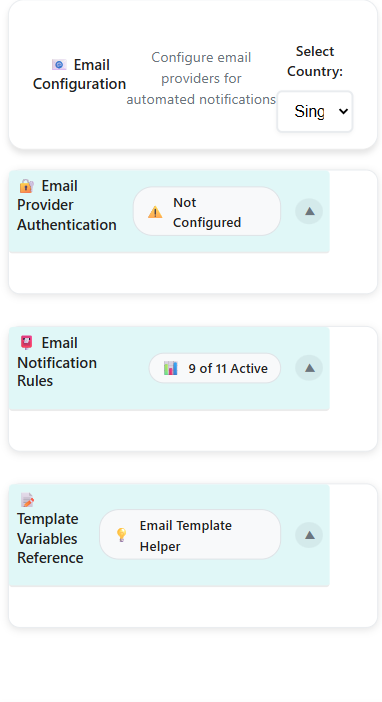 📧 Email
Configuration
Configure email
providers for
automated notifications
Select
Country:
Sing
🔐 Email
Provider
Authentication
⚠️ Not
Configured
▲
📮 Email
Notification
Rules
📊 9 of 11 Active
▲
📝
Template
Variables
Reference
💡 Email Template
Helper
▲